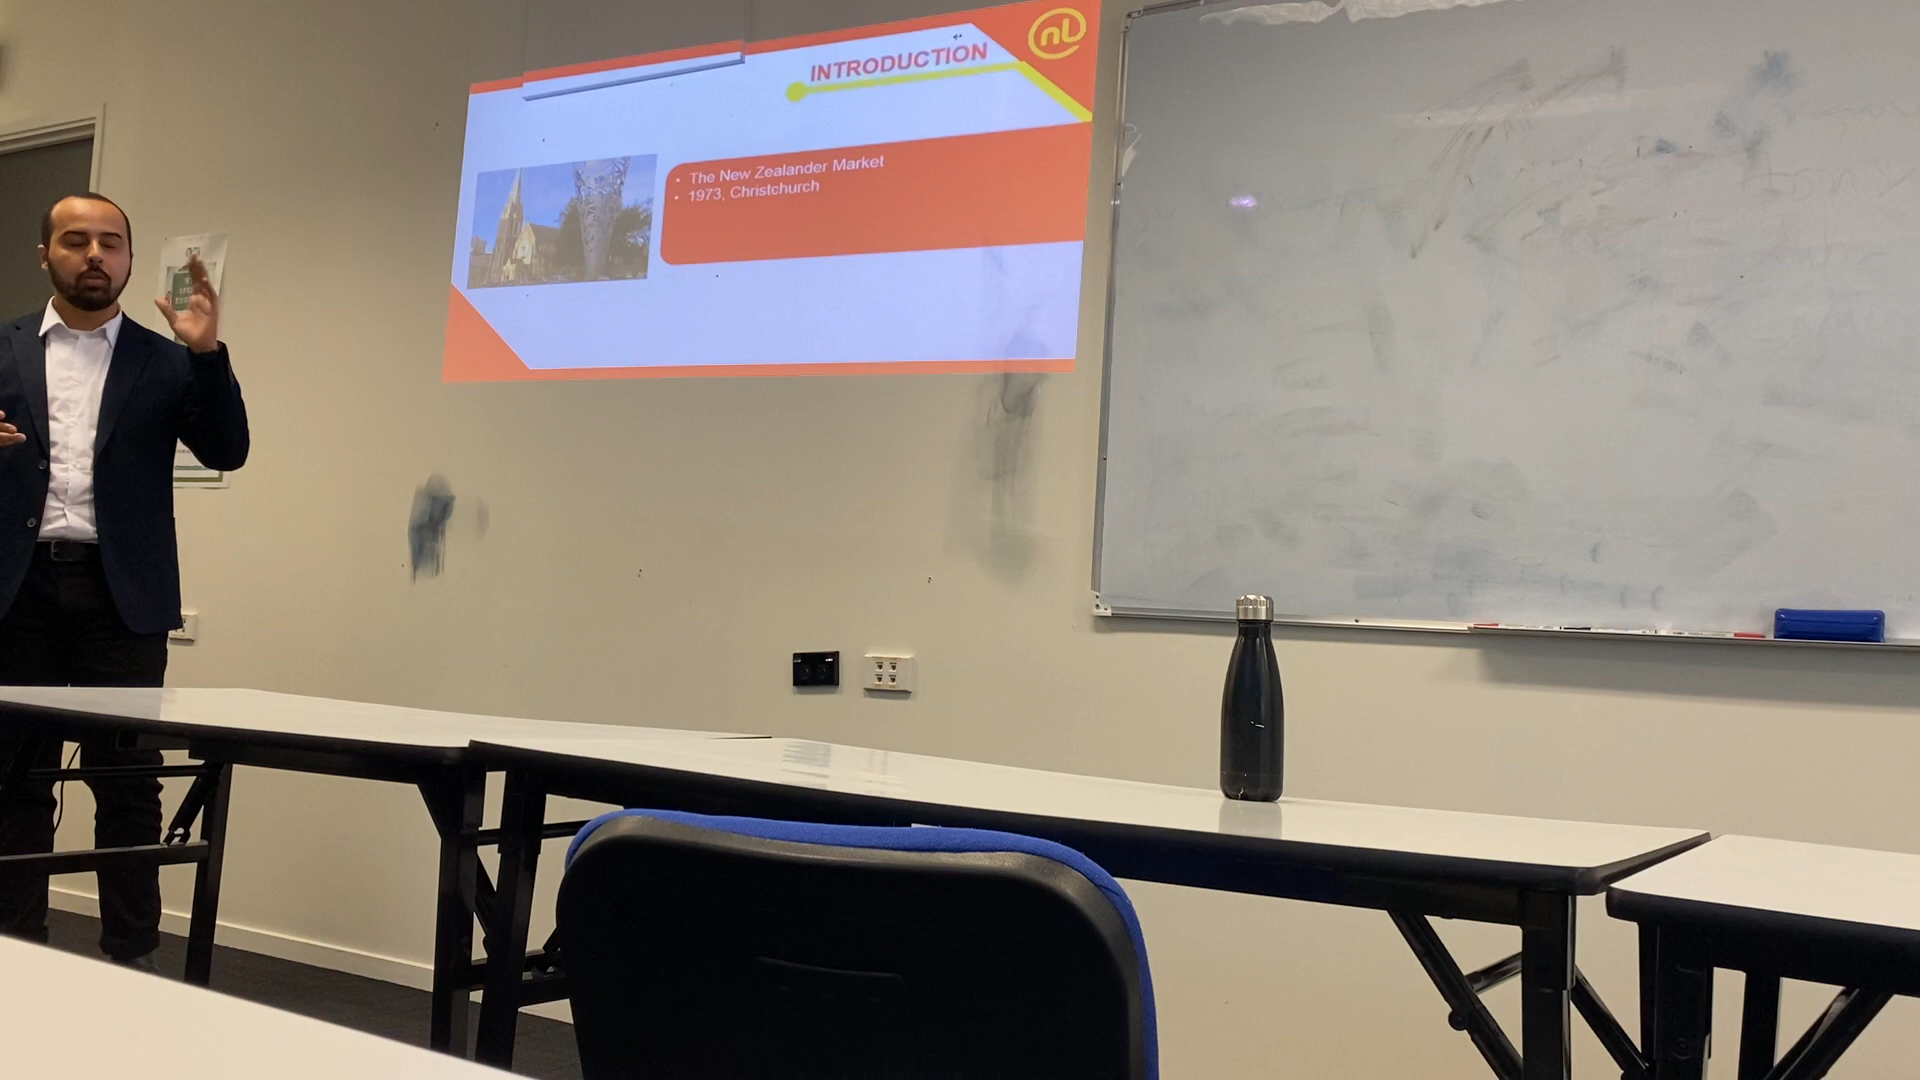 INTRODUCTION
nl
• The New Zealander Market
• 1973, Christchurch